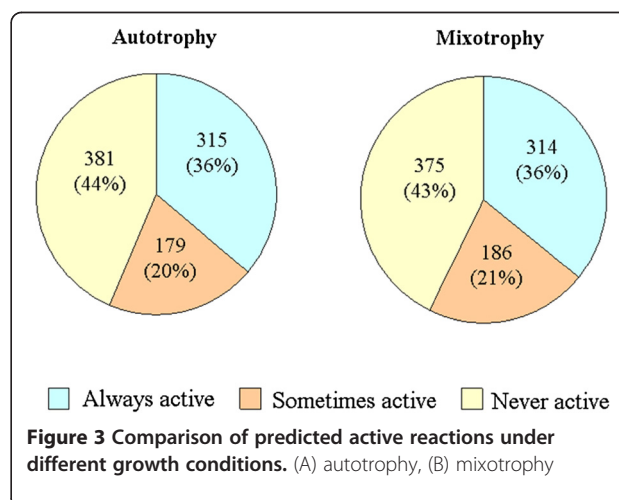 Autotrophy
Mixotrophy
381
(44%)
315
(36%)
179
(20%)
375
(43%)
314
(36%)
186
(21%)
Always active
Sometimes active
Never active
Figure 3 Comparison of predicted active reactions under
different growth conditions. (A) autotrophy, (B) mixotrophy